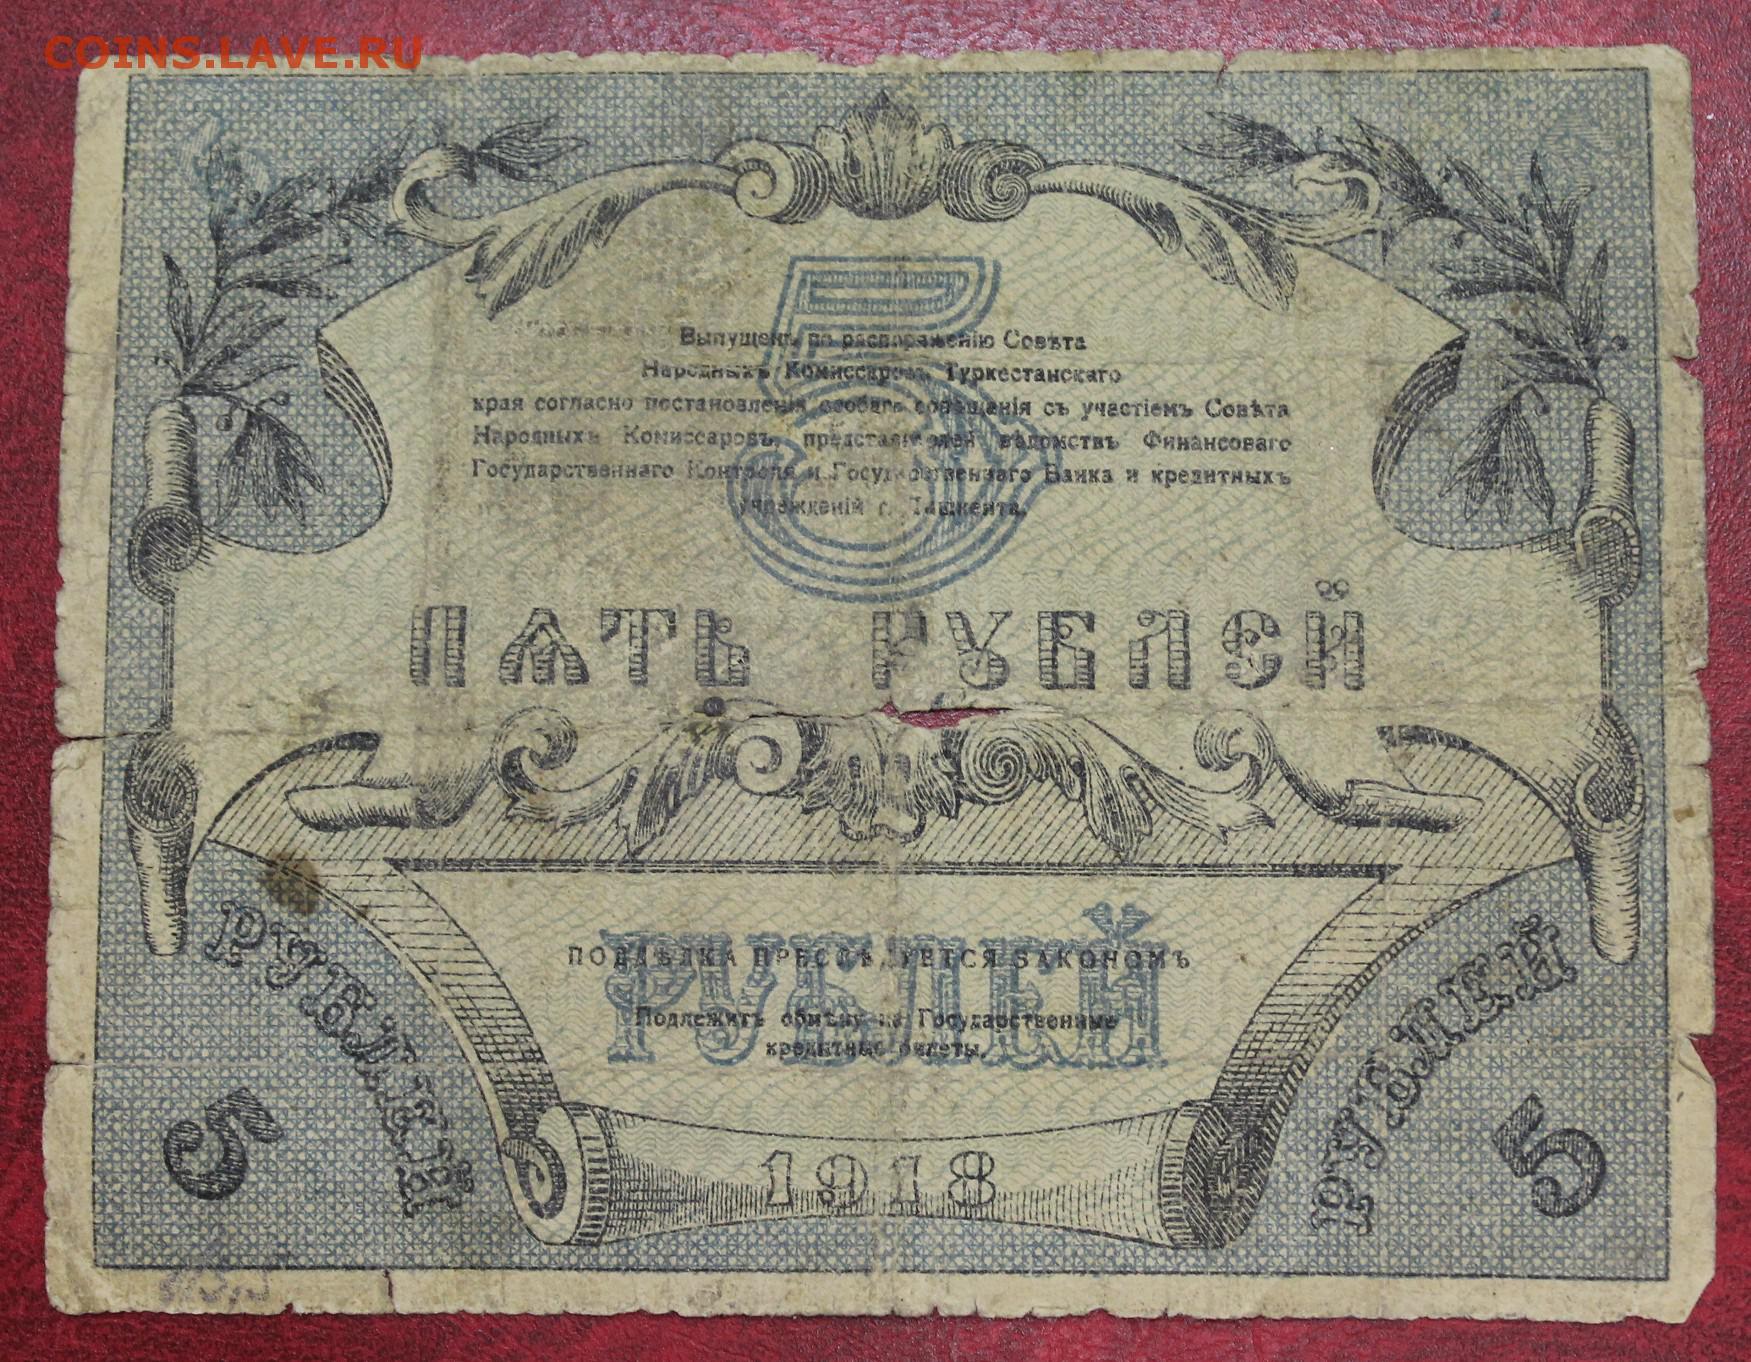 COINS.LAVE.RU
5
Выпущенъ по распоряженію Совѣта
Народныхъ Комиссаровъ Туркестанскаго
края согласно постановленія особаго совѣщанія съ участіемъ Совѣта
Народныхъ Комиссаровъ, представителей вѣдомствъ Финансоваго
Государственнаго Контроля и Государственнаго Банка и кредитныхъ
учрежденій г. Ташкента.
ПЯТЬ РУБЛЕЙ
РУБЛЕЙ
ПОДДѢЛКА ПРЕСЛѢДУЕТСЯ ЗАКОНОМЪ
Подлежитъ обмѣну на Государственные
кредитные билеты.
5 РУБЛЕЙ
РУБЛЕЙ 5
1918